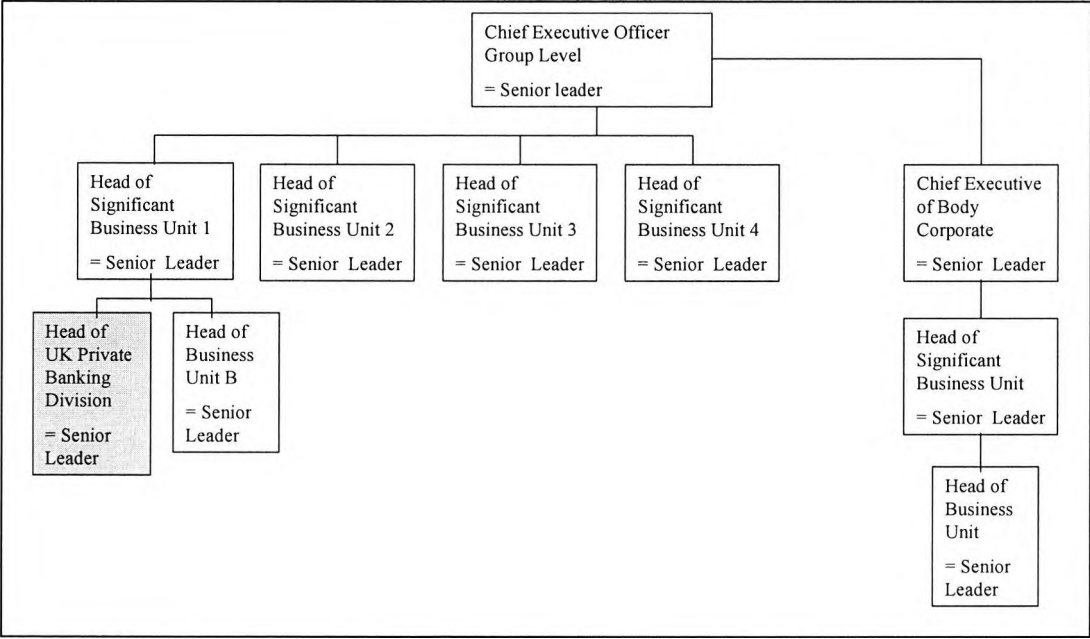 Chief Executive Officer
Group Level
= Senior leader
Head of
Significant
Business Unit 1
= Senior Leader
Head of
Significant
Business Unit 2
= Senior Leader
Head of
Significant
Business Unit 3
= Senior Leader
Head of
Significant
Business Unit 4
= Senior Leader
Chief Executive
of Body
Corporate
= Senior Leader
Head of
UK Private
Banking
Division
= Senior
Leader
Head of
Business
Unit B
= Senior
Leader
Head of
Significant
Business Unit
= Senior Leader
Head of
Business
Unit
= Senior
Leader